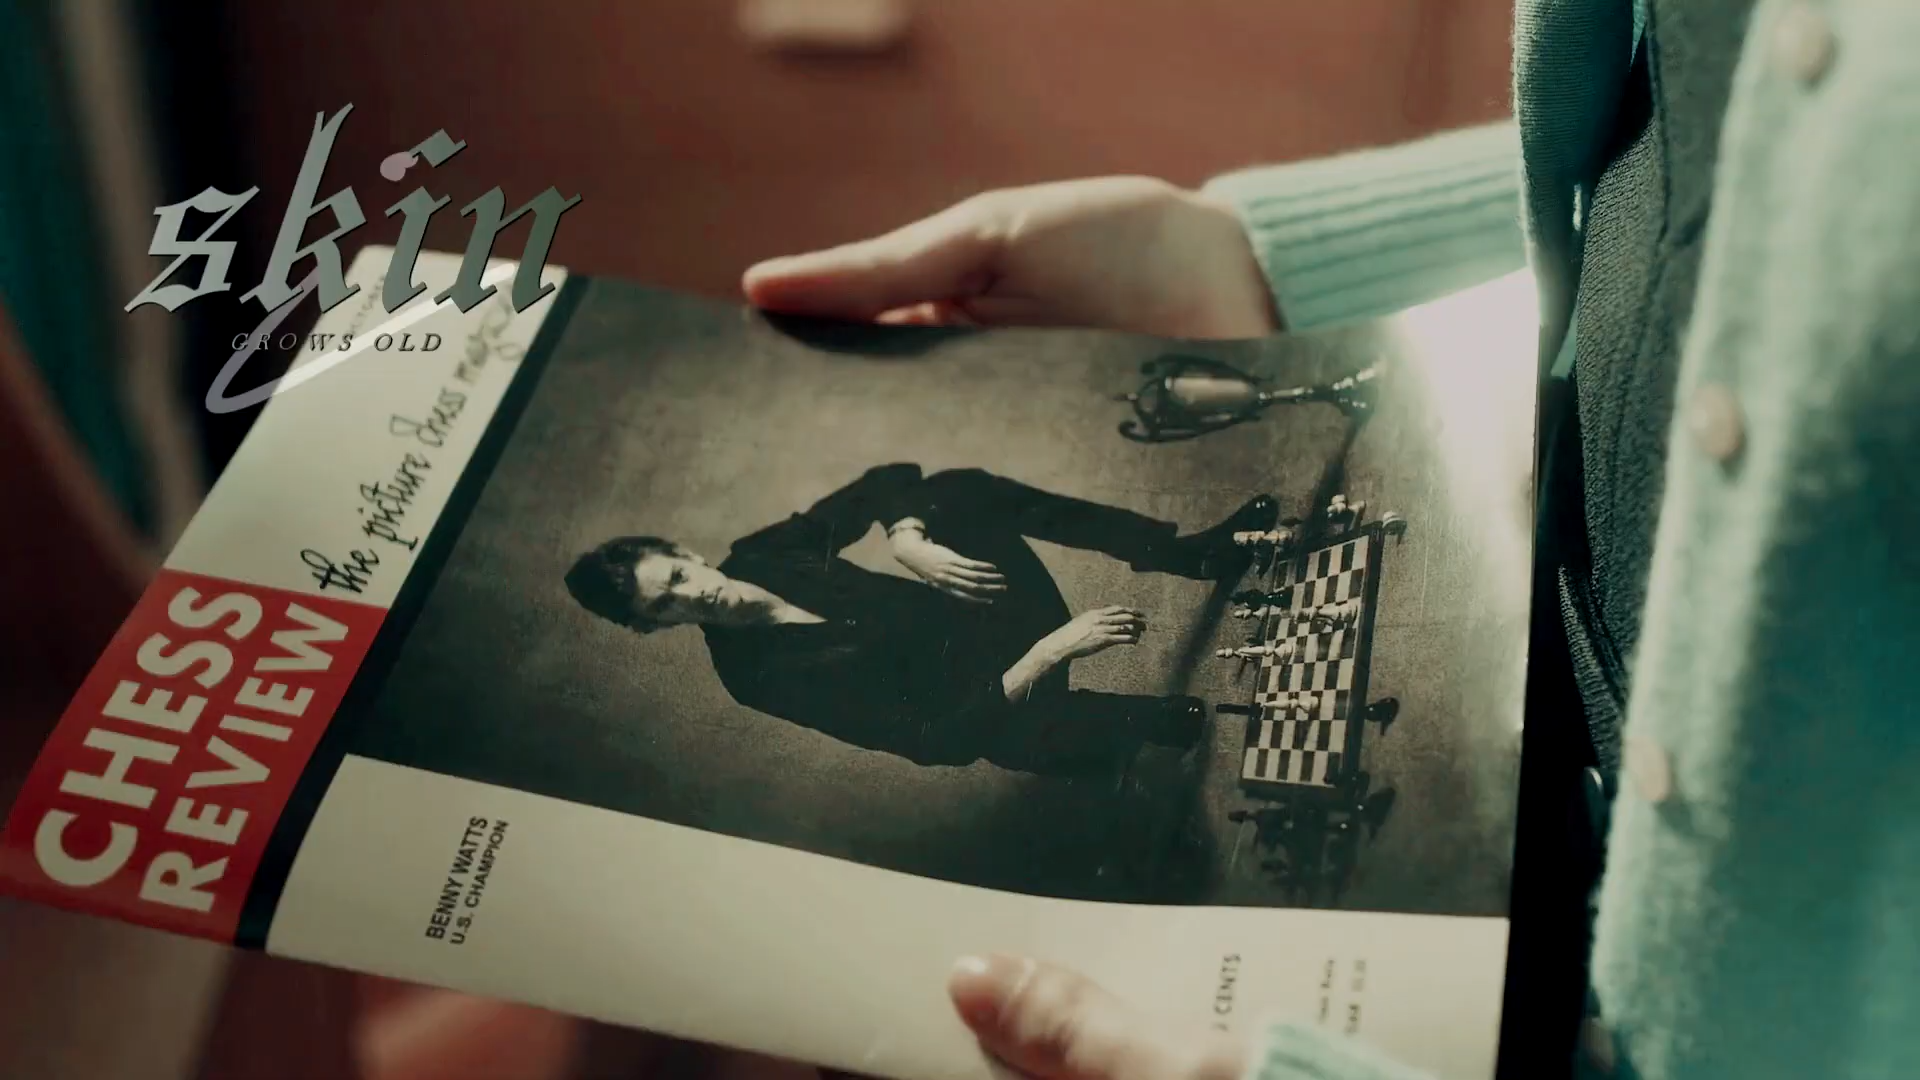 skin
GROWS OLD
CHESS
REVIEW
the picture chess
BENNY WATTS
U.S. CHAMPION
CENTS